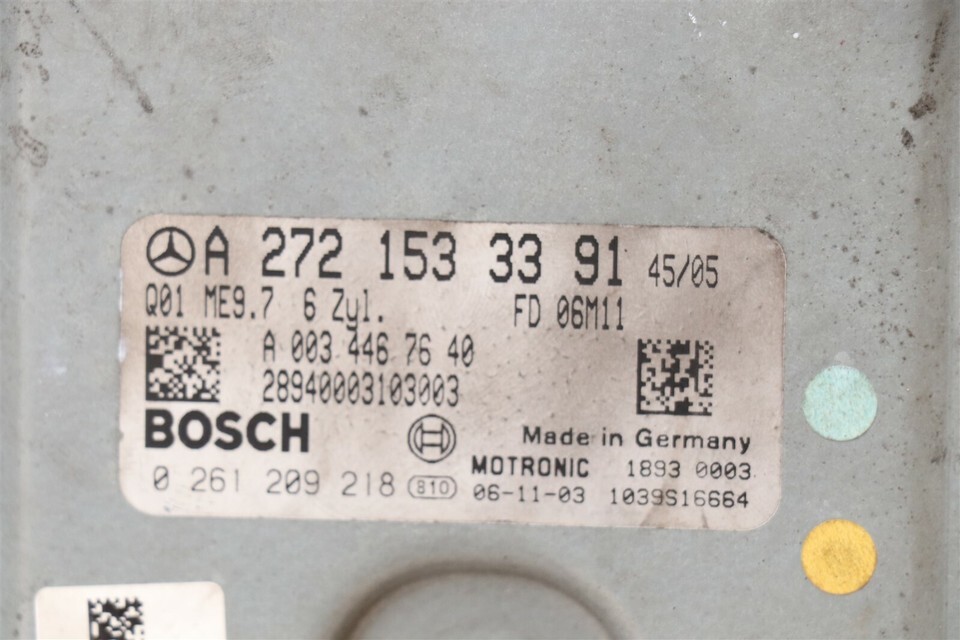 A 272 153 33 91 45/05
Q01 ME9.7 6 Zyl. FD 06M11
A 003 446 76 40
28940003103003
BOSCH
Made in Germany
MOTRONIC 1893 0003
0 261 209 218 810 06-11-03 1039S16664